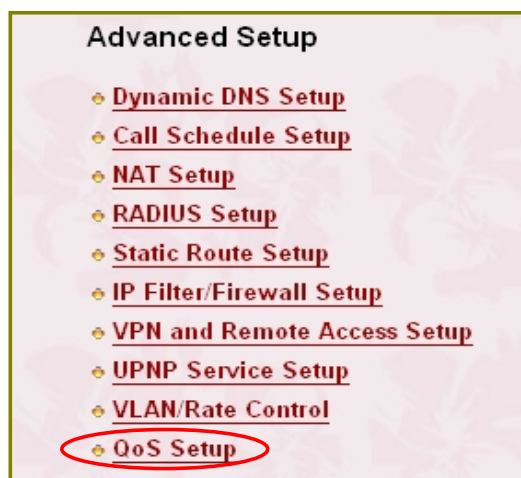 Advanced Setup
Dynamic DNS Setup
Call Schedule Setup
NAT Setup
RADIUS Setup
Static Route Setup
IP Filter/Firewall Setup
VPN and Remote Access Setup
UPNP Service Setup
VLAN/Rate Control
QoS Setup